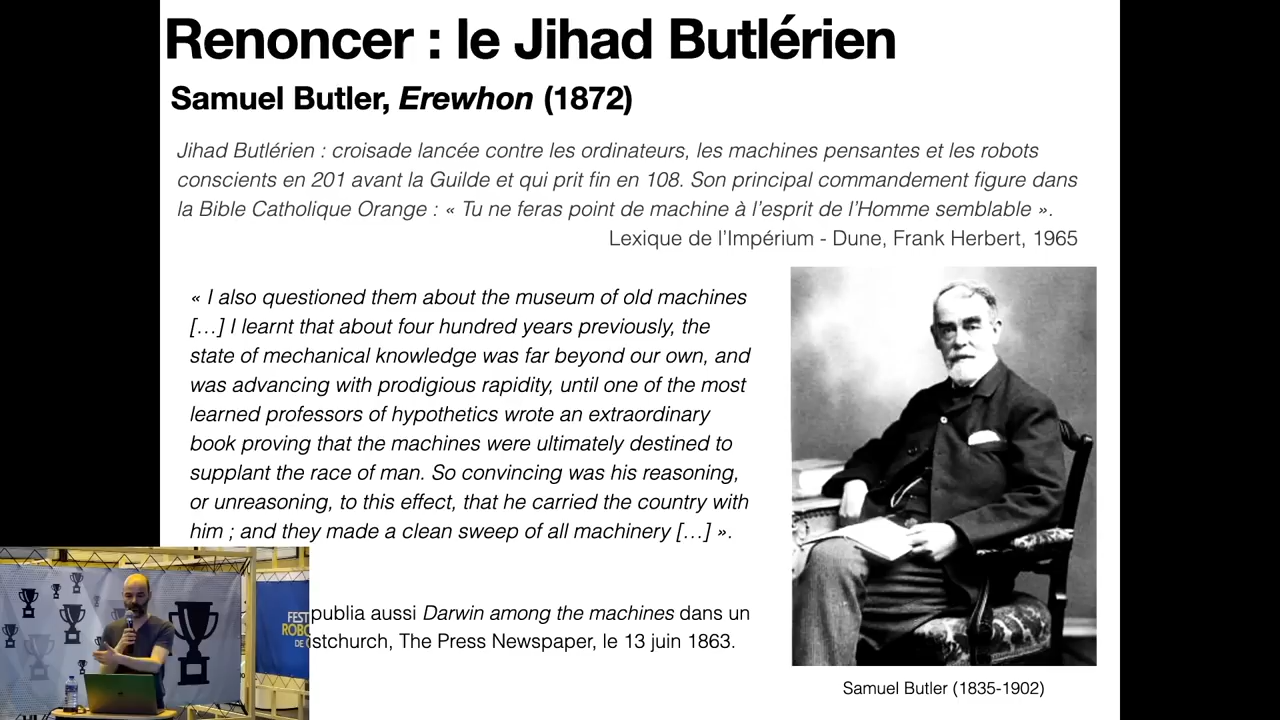 Renoncer : le Jihad Butlérien
Samuel Butler, Erewhon (1872)
Jihad Butlérien : croisade lancée contre les ordinateurs, les machines pensantes et les robots
conscients en 201 avant la Guilde et qui prit fin en 108. Son principal commandement figure dans
la Bible Catholique Orange : « Tu ne feras point de machine à l'esprit de l'Homme semblable ».
Lexique de l'Impérium - Dune, Frank Herbert, 1965
« I also questioned them about the museum of old machines
[…] I learnt that about four hundred years previously, the
state of mechanical knowledge was far beyond our own, and
was advancing with prodigious rapidity, until one of the most
learned professors of hypothetics wrote an extraordinary
book proving that the machines were ultimately destined to
supplant the race of man. So convincing was his reasoning,
or unreasoning, to this effect, that he carried the country with
him ; and they made a clean sweep of all machinery […] ».
publia aussi Darwin among the machines dans un
stchurch, The Press Newspaper, le 13 juin 1863.
Samuel Butler (1835-1902)
FEST
ROBO
DE